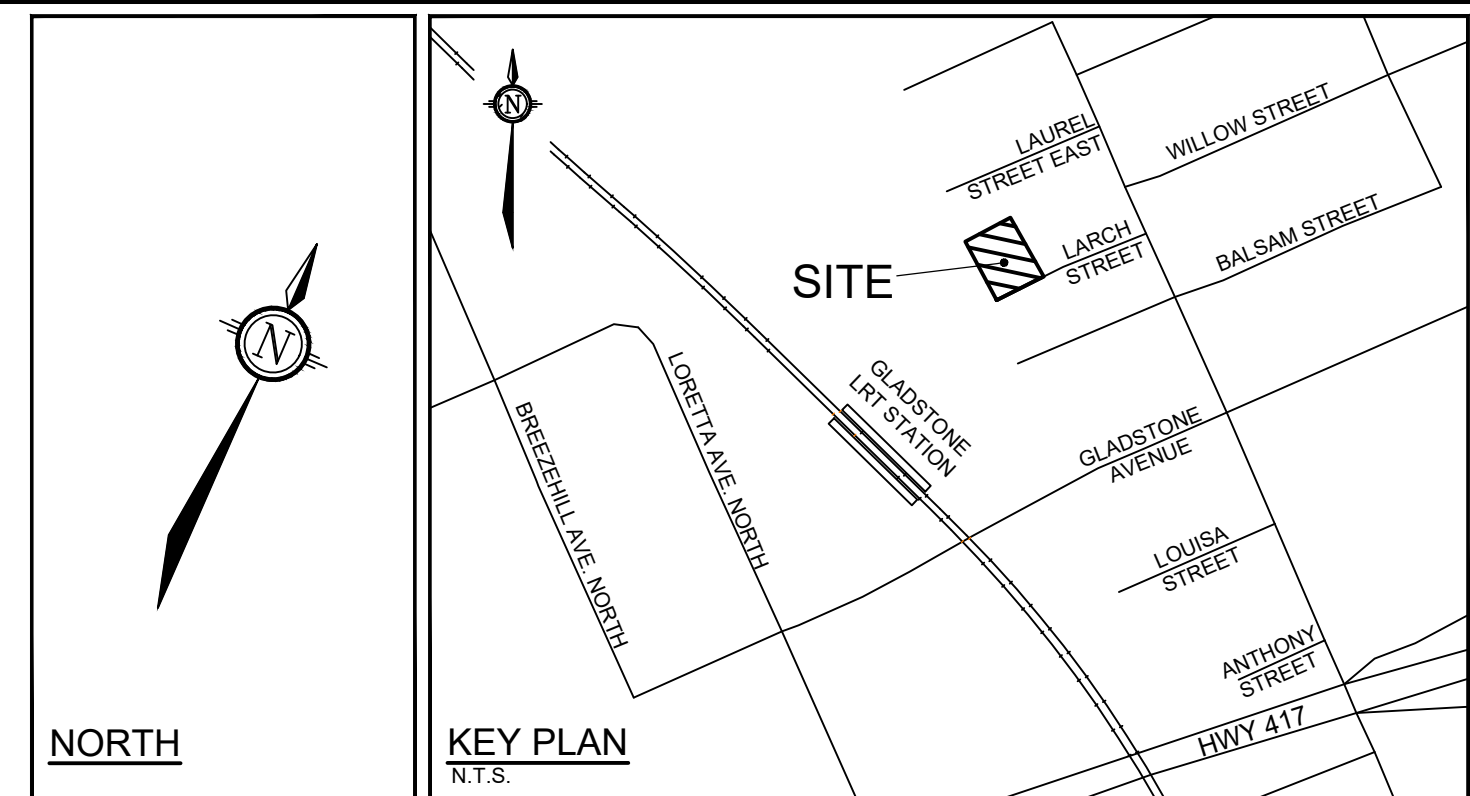 N
NORTH
N
LAUREL
STREET EAST
WILLOW STREET
LARCH
STREET
BALSAM STREET
SITE
GLADSTONE
LRT STATION
LORETTA AVE. NORTH
BREEZEHILL AVE. NORTH
GLADSTONE
AVENUE
LOUISA
STREET
ANTHONY
STREET
HWY 417
KEY PLAN
N.T.S.